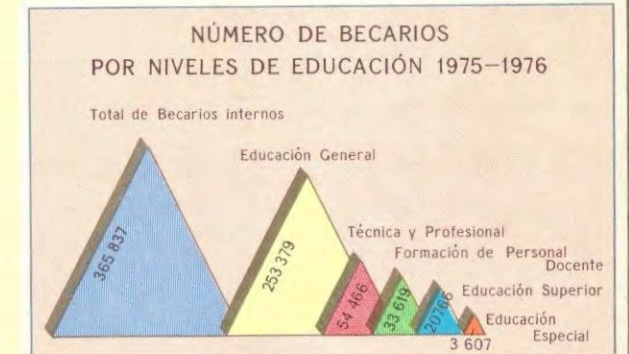 NÚMERO DE BECARIOS
POR NIVELES DE EDUCACIÓN 1975—1976
Total de Becarios internos
Educación General
Técnica y Profesional
Formación de Personal
Docente
Educación Superior
Educación
Especial
365 837
253 379
54 466
33 619
20766
3 607